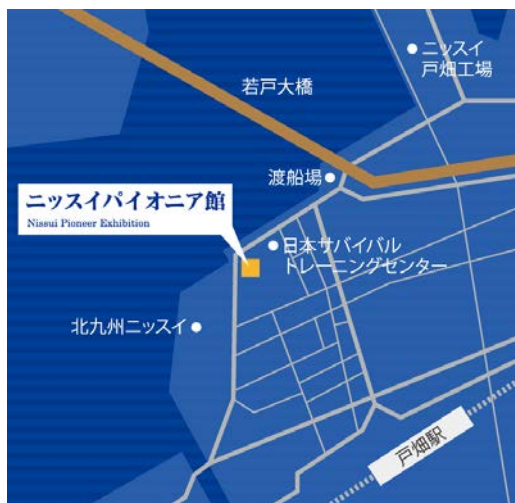 ニッスイ
戸畑工場
若戸大橋
渡船場
ニッスイパイオニア館
Nissui Pioneer Exhibition
日本サバイバル
トレーニングセンター
北九州ニッスイ
戸畑駅